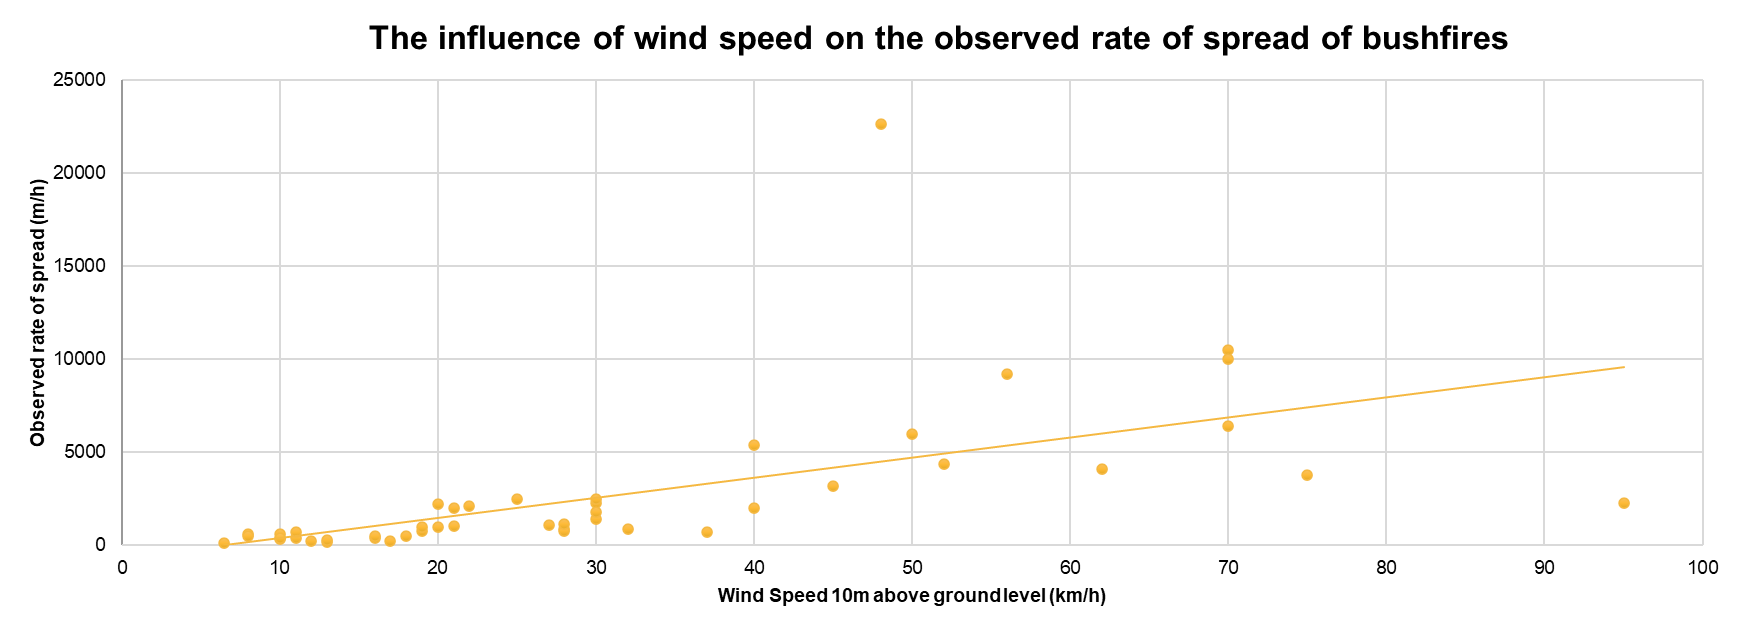 The influence of wind speed on the observed rate of spread of bushfires
25000
20000
15000
10000
5000
0
Observed rate of spread (m/h)
0 10 20 30 40 50 60 70 80 90 100
Wind Speed 10m above ground level (km/h)